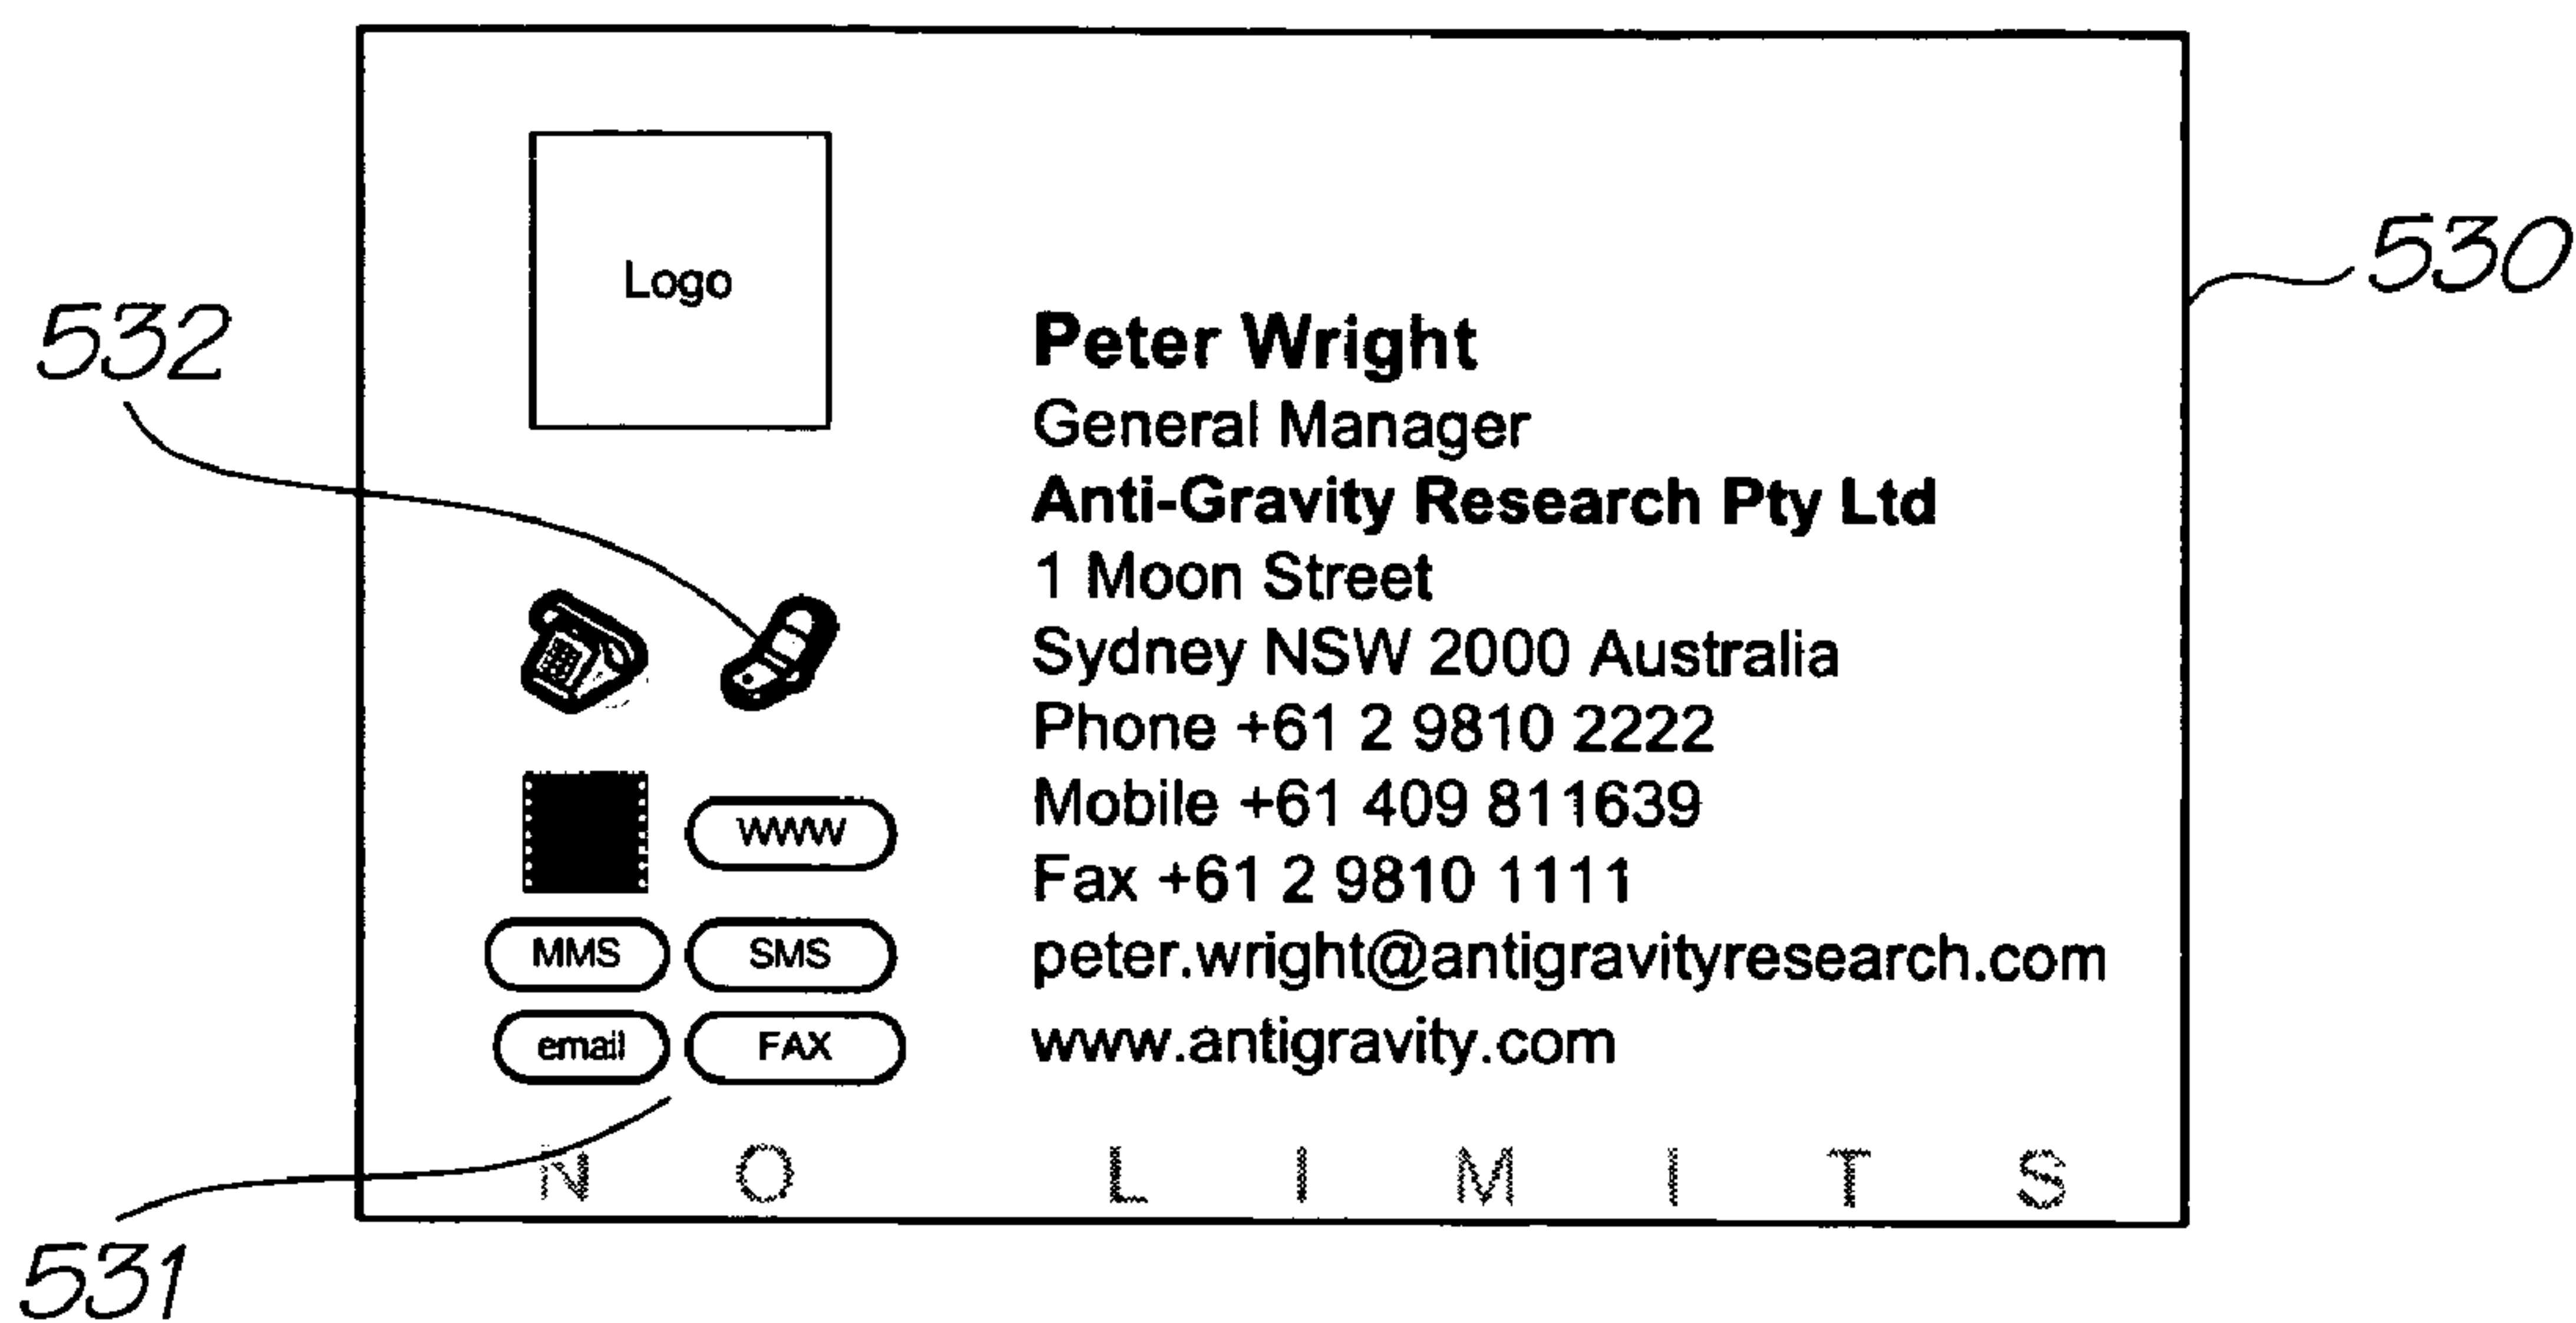 530
Logo
532
Peter Wright
General Manager
Anti-Gravity Research Pty Ltd
1 Moon Street
Sydney NSW 2000 Australia
Phone +61 2 9810 2222
Mobile +61 409 811639
Fax +61 2 9810 1111
peter.wright@antigravityresearch.com
www.antigravity.com
WWW
MMS SMS
email FAX
NO LIMITS
531